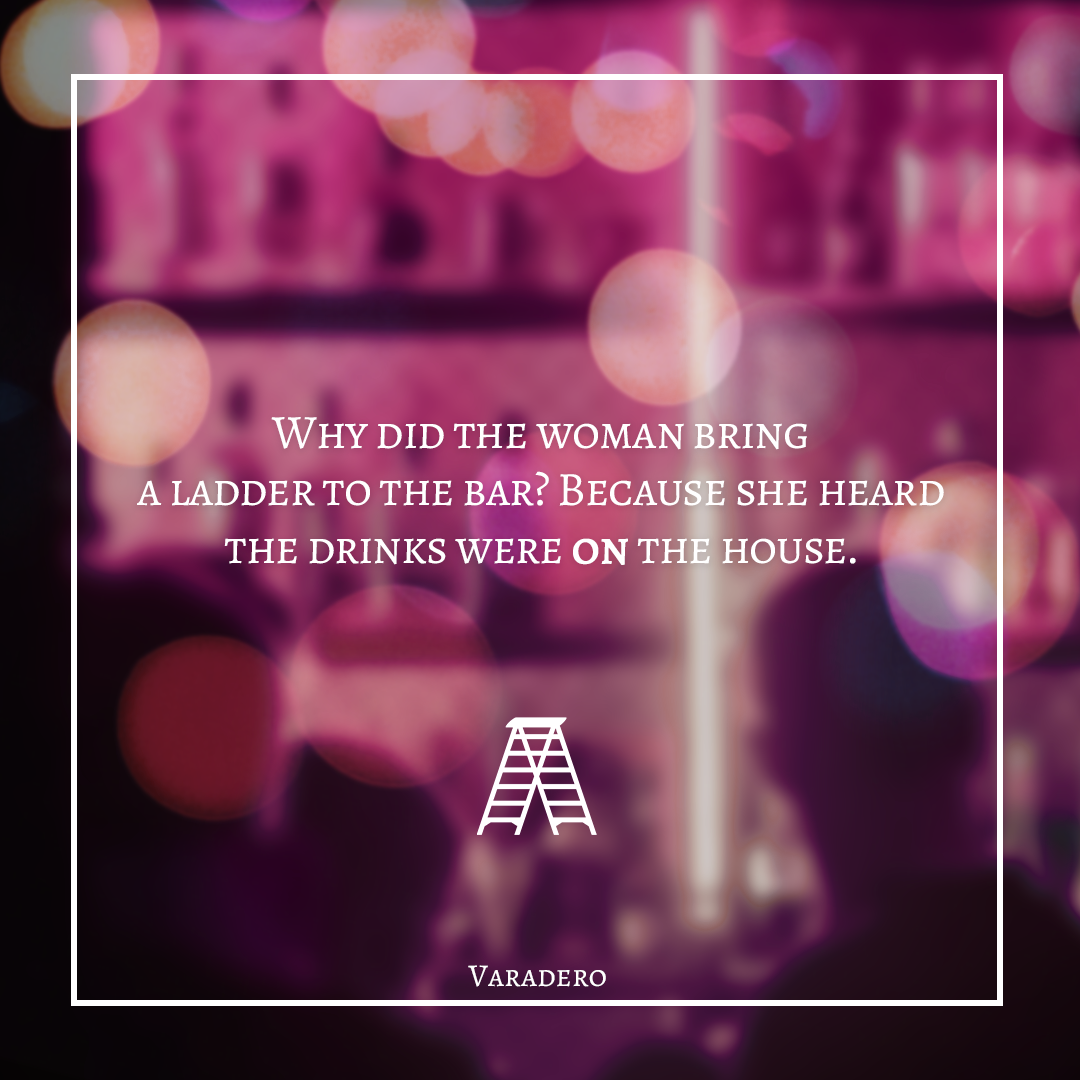 Why did the woman bring
a ladder to the bar? Because she heard
the drinks were on the house.
Varadero